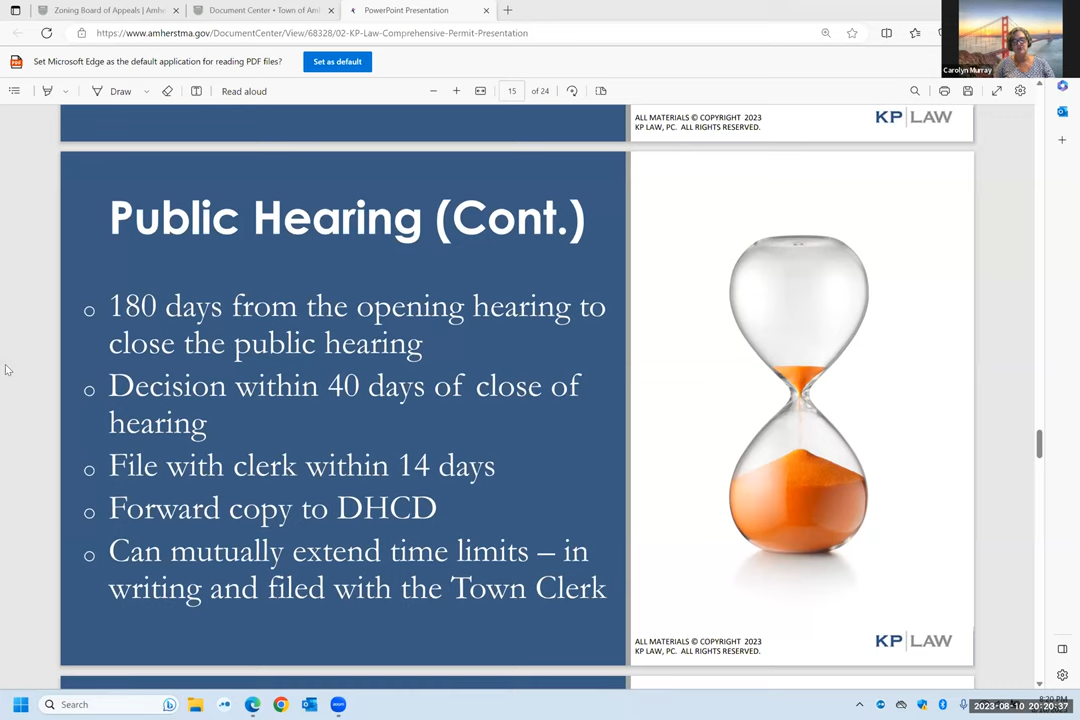 Zoning Board of Appeals | Amhe
Document Center • Town of Am
PowerPoint Presentation
https://www.amherstma.gov/DocumentCenter/View/68328/02-KP-Law-Comprehensive-Permit-Presentation
Carolyn Murray
Set Microsoft Edge as the default application for reading PDF files?
Set as default
Draw
Read aloud
15
of 24
ALL MATERIALS © COPYRIGHT 2023
KP LAW, PC. ALL RIGHTS RESERVED.
KP|LAW
Public Hearing (Cont.)
180 days from the opening hearing to
close the public hearing
Decision within 40 days of close of
hearing
File with clerk within 14 days
Forward copy to DHCD
Can mutually extend time limits – in
writing and filed with the Town Clerk
ALL MATERIALS © COPYRIGHT 2023
KP LAW, PC. ALL RIGHTS RESERVED.
KP|LAW
Search
2023-08-10 20:20:37